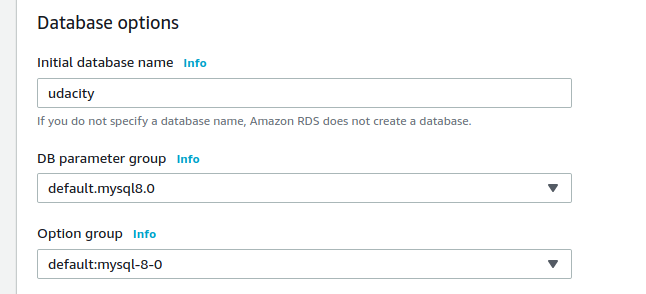 Database options
Initial database name Info
udacity
If you do not specify a database name, Amazon RDS does not create a database.
DB parameter group Info
default.mysql8.0
Option group Info
default:mysql-8-0